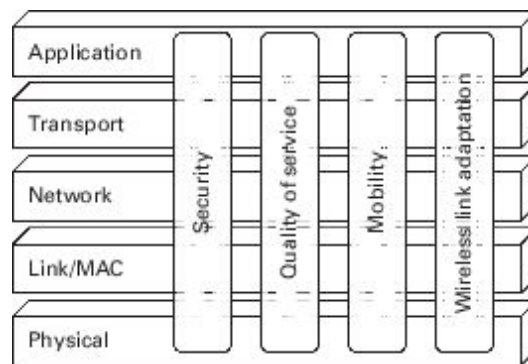 Application
Transport
Network
Link/MAC
Physical
Security
Quality of service
Mobility
Wireless link adaptation